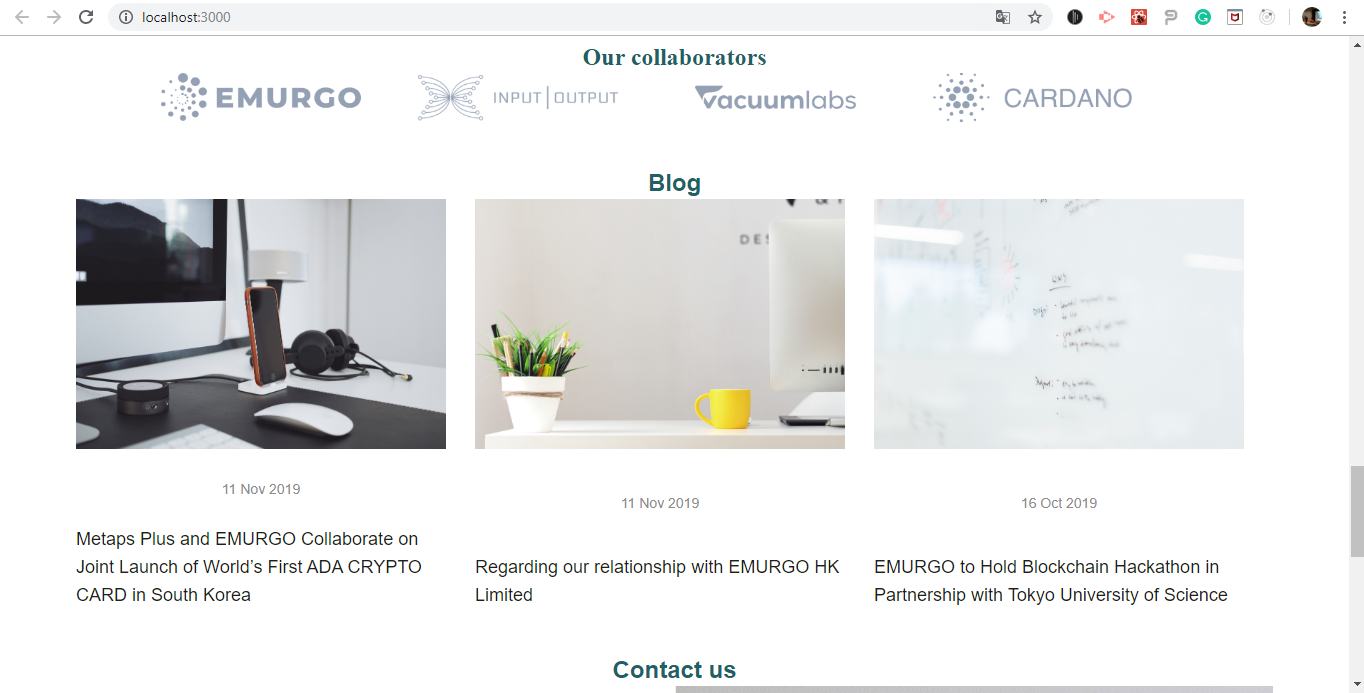 localhost:3000
Our collaborators
EMURGO
INPUT | OUTPUT
Vacuumlabs
CARDANO
Blog
11 Nov 2019
Metaps Plus and EMURGO Collaborate on
Joint Launch of World’s First ADA CRYPTO
CARD in South Korea
11 Nov 2019
Regarding our relationship with EMURGO HK
Limited
16 Oct 2019
EMURGO to Hold Blockchain Hackathon in
Partnership with Tokyo University of Science
Contact us